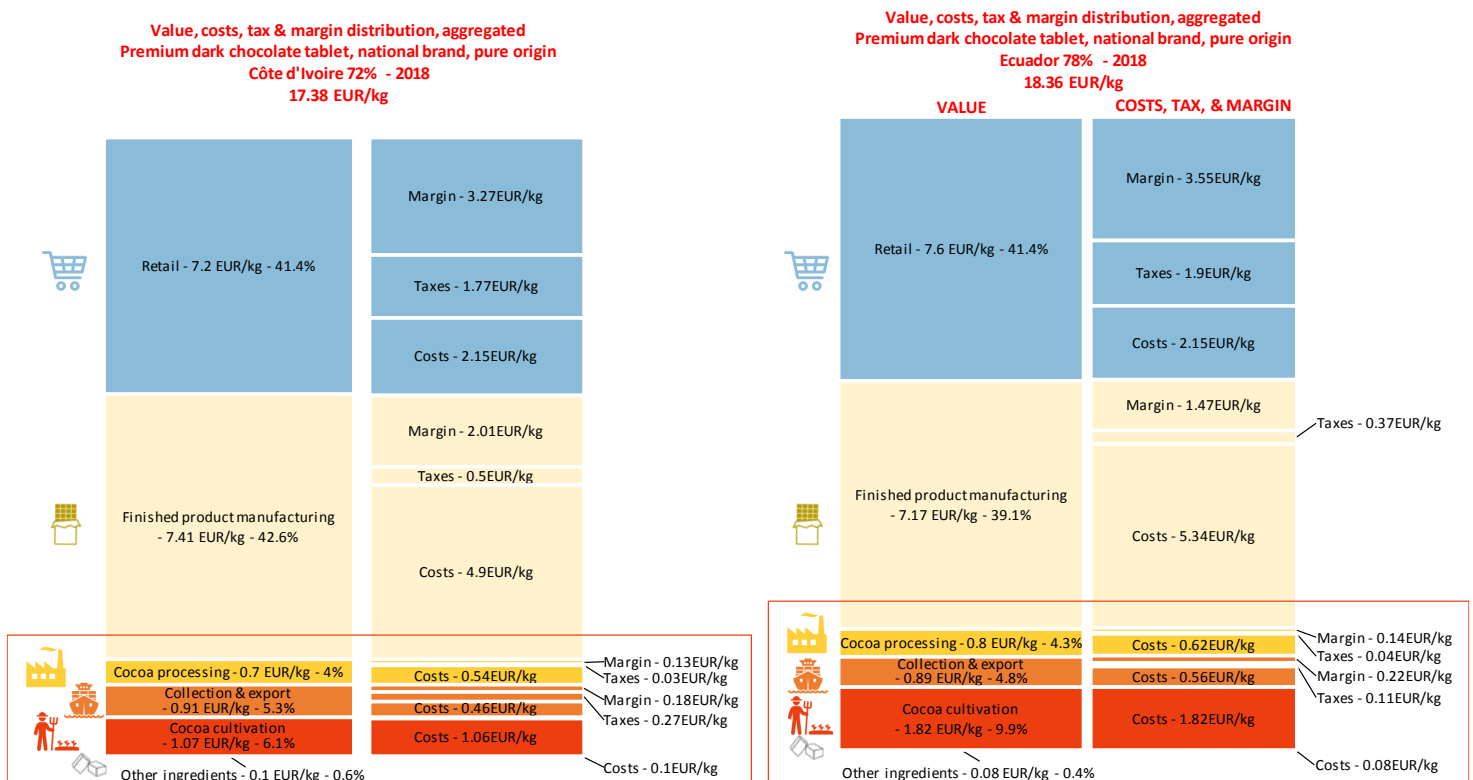 Value, costs, tax & margin distribution, aggregated
Premium dark chocolate tablet, national brand, pure origin
Côte d'Ivoire 72% - 2018
17.38 EUR/kg
Retail - 7.2 EUR/kg - 41.4%
Margin - 3.27EUR/kg
Taxes - 1.77EUR/kg
Costs - 2.15EUR/kg
Finished product manufacturing
- 7.41 EUR/kg - 42.6%
Margin - 2.01EUR/kg
Taxes - 0.5EUR/kg
Costs - 4.9EUR/kg
Cocoa processing - 0.7 EUR/kg - 4%
Margin - 0.13EUR/kg
Taxes - 0.03EUR/kg
Costs - 0.54EUR/kg
Collection & export
- 0.91 EUR/kg - 5.3%
Margin - 0.18EUR/kg
Taxes - 0.27EUR/kg
Costs - 0.46EUR/kg
Cocoa cultivation
- 1.07 EUR/kg - 6.1%
Costs - 1.06EUR/kg
Other ingredients - 0.1 EUR/kg - 0.6%
Costs - 0.1EUR/kg
Value, costs, tax & margin distribution, aggregated
Premium dark chocolate tablet, national brand, pure origin
Ecuador 78% - 2018
18.36 EUR/kg
VALUE
COSTS, TAX, & MARGIN
Retail - 7.6 EUR/kg - 41.4%
Margin - 3.55EUR/kg
Taxes - 1.9EUR/kg
Costs - 2.15EUR/kg
Finished product manufacturing
- 7.17 EUR/kg - 39.1%
Margin - 1.47EUR/kg
Taxes - 0.37EUR/kg
Costs - 5.34EUR/kg
Cocoa processing - 0.8 EUR/kg - 4.3%
Margin - 0.14EUR/kg
Taxes - 0.04EUR/kg
Costs - 0.62EUR/kg
Collection & export
- 0.89 EUR/kg - 4.8%
Margin - 0.22EUR/kg
Taxes - 0.11EUR/kg
Costs - 0.56EUR/kg
Cocoa cultivation
- 1.82 EUR/kg - 9.9%
Costs - 1.82EUR/kg
Other ingredients - 0.08 EUR/kg - 0.4%
Costs - 0.08EUR/kg